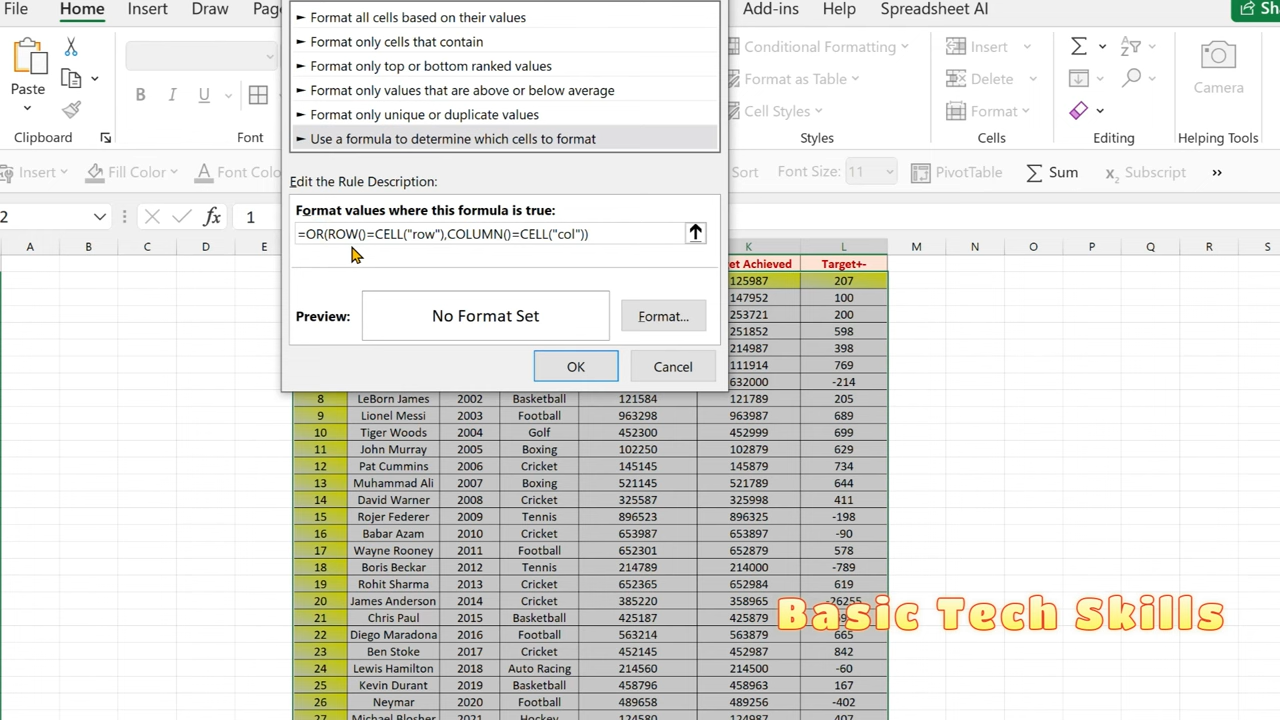 File Home Insert Draw Add-ins Help Spreadsheet AI
Paste
Clipboard
B I U
Font
► Format all cells based on their values
► Format only cells that contain
► Format only top or bottom ranked values
► Format only values that are above or below average
► Format only unique or duplicate values
► Use a formula to determine which cells to format
Conditional Formatting
Format as Table
Cell Styles
Styles
Insert
Delete
Format
Cells
Editing
Camera
Helping Tools
Insert Fill Color Sort Font Size: 11 PivotTable Sum Subscript »
Edit the Rule Description:
Format values where this formula is true:
=OR(ROW()=CELL("row"),COLUMN()=CELL("col"))
Preview: No Format Set Format...
OK Cancel
2 fx 1
A B C D E K L M N O P Q R S
Achieved Target+-
125987 207
147952 100
253721 200
251852 598
214987 398
111914 769
632000 -214
8 LeBorn James 2002 Basketball 121584 121789 205
9 Lionel Messi 2003 Football 963298 963987 689
10 Tiger Woods 2004 Golf 452300 452999 699
11 John Murray 2005 Boxing 102250 102879 629
12 Pat Cummins 2006 Cricket 145145 145879 734
13 Muhammad Ali 2007 Boxing 521145 521789 644
14 David Warner 2008 Cricket 325587 325998 411
15 Rojer Federer 2009 Tennis 896523 896325 -198
16 Babar Azam 2010 Cricket 653987 653897 -90
17 Wayne Rooney 2011 Football 652301 652879 578
18 Boris Becker 2012 Tennis 214789 214000 -789
19 Rohit Sharma 2013 Cricket 652365 652984 619
20 James Anderson 2014 Cricket 385220 358965 -26255
21 Chris Paul 2015 Basketball 425187 425879
22 Diego Maradona 2016 Football 563214 563879 665
23 Ben Stoke 2017 Cricket 452145 452987 842
24 Lewis Hamilton 2018 Auto Racing 214560 214500 -60
25 Kevin Durant 2019 Basketball 458796 458963 167
26 Neymar 2020 Football 489658 489256 -402
27 Michael Blosher 2021 Hockey 124580 124987 407
Basic Tech Skills